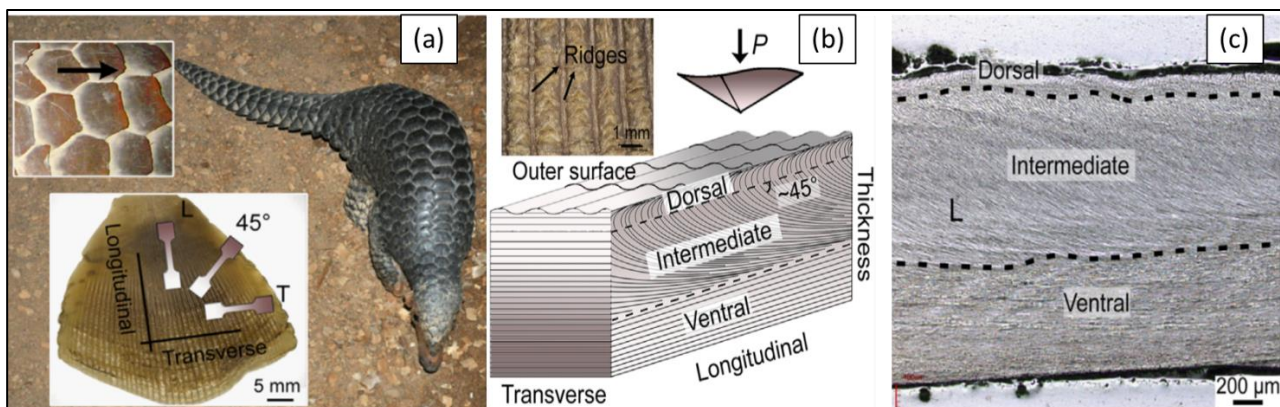 (a)
L
45°
Longitudinal
T
Transverse
5 mm
(b)
P
Ridges
1 mm
Outer surface
Dorsal
~45°
Thickness
Intermediate
Ventral
Longitudinal
Transverse
(c)
Dorsal
Intermediate
L
Ventral
200 μm